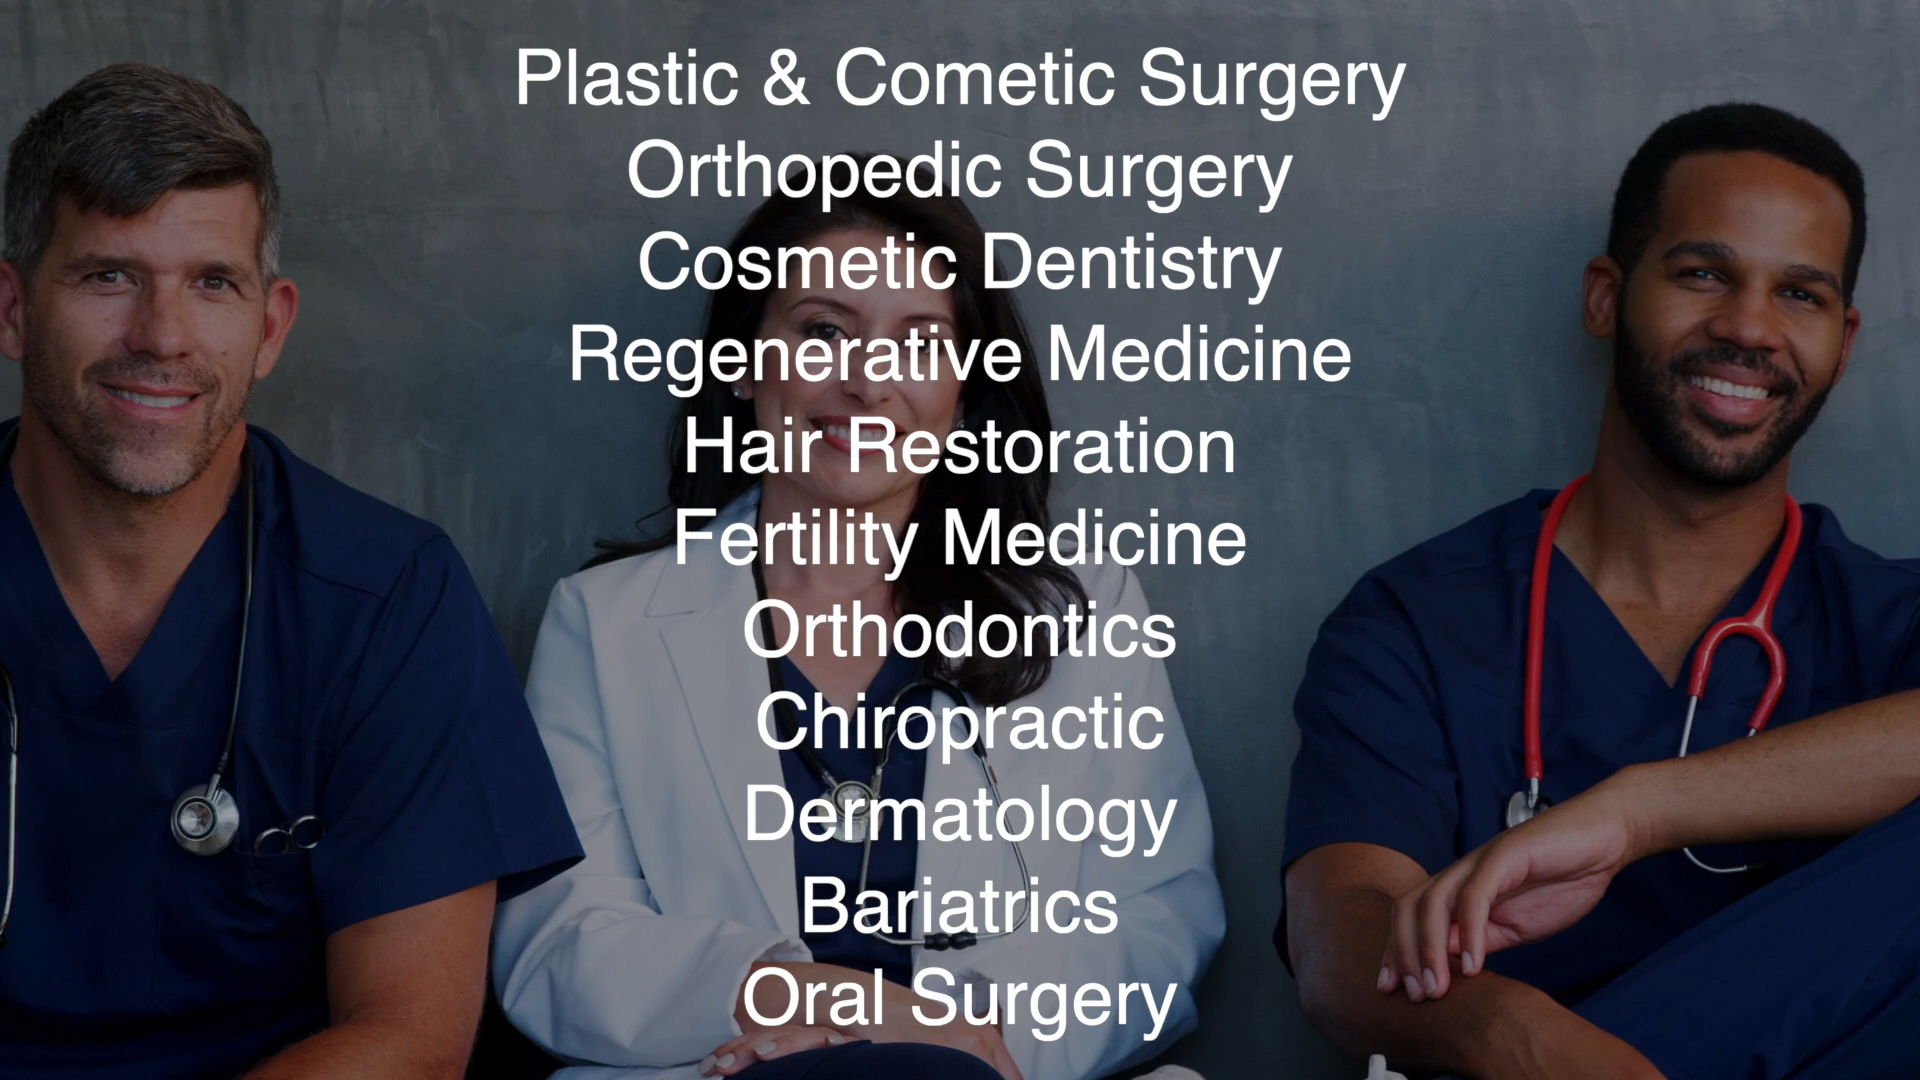 Plastic & Cometic Surgery
Orthopedic Surgery
Cosmetic Dentistry
Regenerative Medicine
Hair Restoration
Fertility Medicine
Orthodontics
Chiropractic
Dermatology
Bariatrics
Oral Surgery